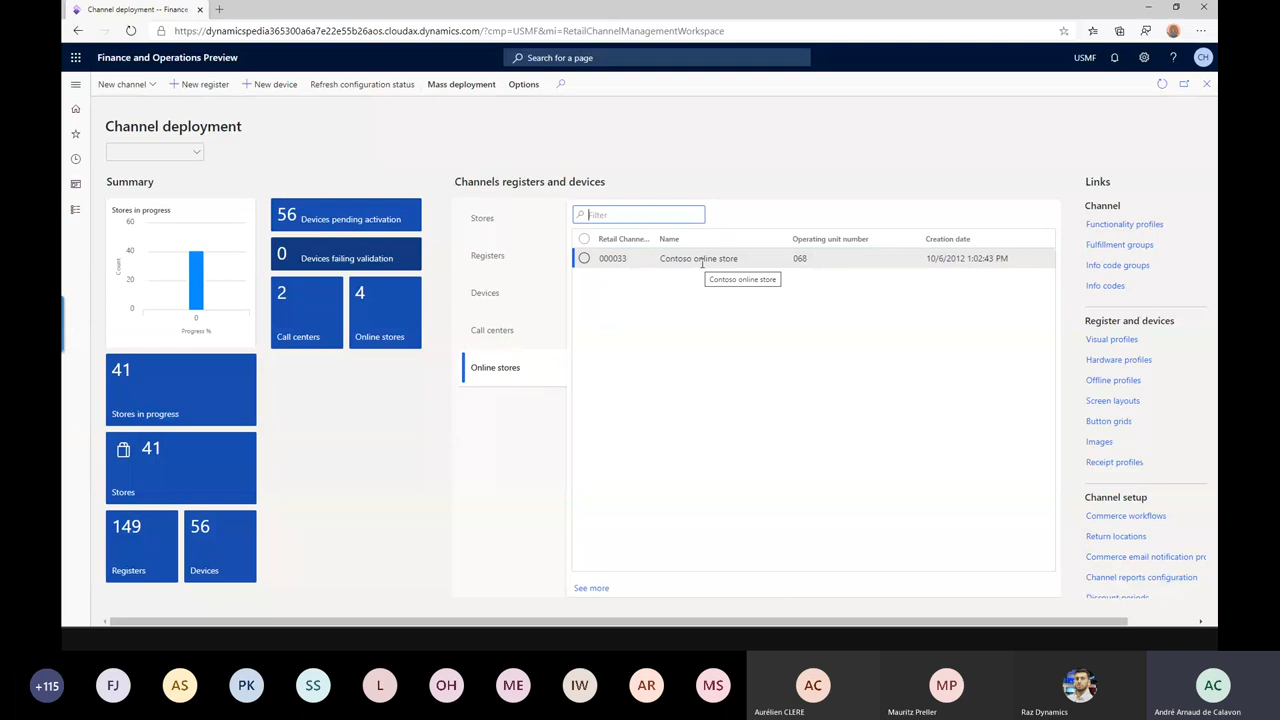 Channel deployment -- Finance
https://dynamicspedia365300a6a7e22e55b26aos.cloudax.dynamics.com/?cmp=USMF&mi=RetailChannelManagementWorkspace
Finance and Operations Preview
Search for a page
USMF
CH
New channel
New register
New device
Refresh configuration status
Mass deployment
Options
Channel deployment
Summary
Stores in progress
60
40
20
0
Count
0
Progress %
56 Devices pending activation
0 Devices failing validation
2
Call centers
4
Online stores
41
Stores in progress
41
Stores
149
Registers
56
Devices
Channels registers and devices
Stores
Registers
Devices
Call centers
Online stores
Filter
Retail Channe... Name Operating unit number Creation date
000033 Contoso online store 068 10/6/2012 1:02:43 PM
Contoso online store
See more
Links
Channel
Functionality profiles
Fulfillment groups
Info code groups
Info codes
Register and devices
Visual profiles
Hardware profiles
Offline profiles
Screen layouts
Button grids
Images
Receipt profiles
Channel setup
Commerce workflows
Return locations
Commerce email notification pro
Channel reports configuration
Discount periods
+115
FJ
AS
PK
SS
L
OH
ME
IW
AR
MS
AC
Aurélien CLERE
MP
Mauritz Preller
Raz Dynamics
AC
André Arnaud de Calavon